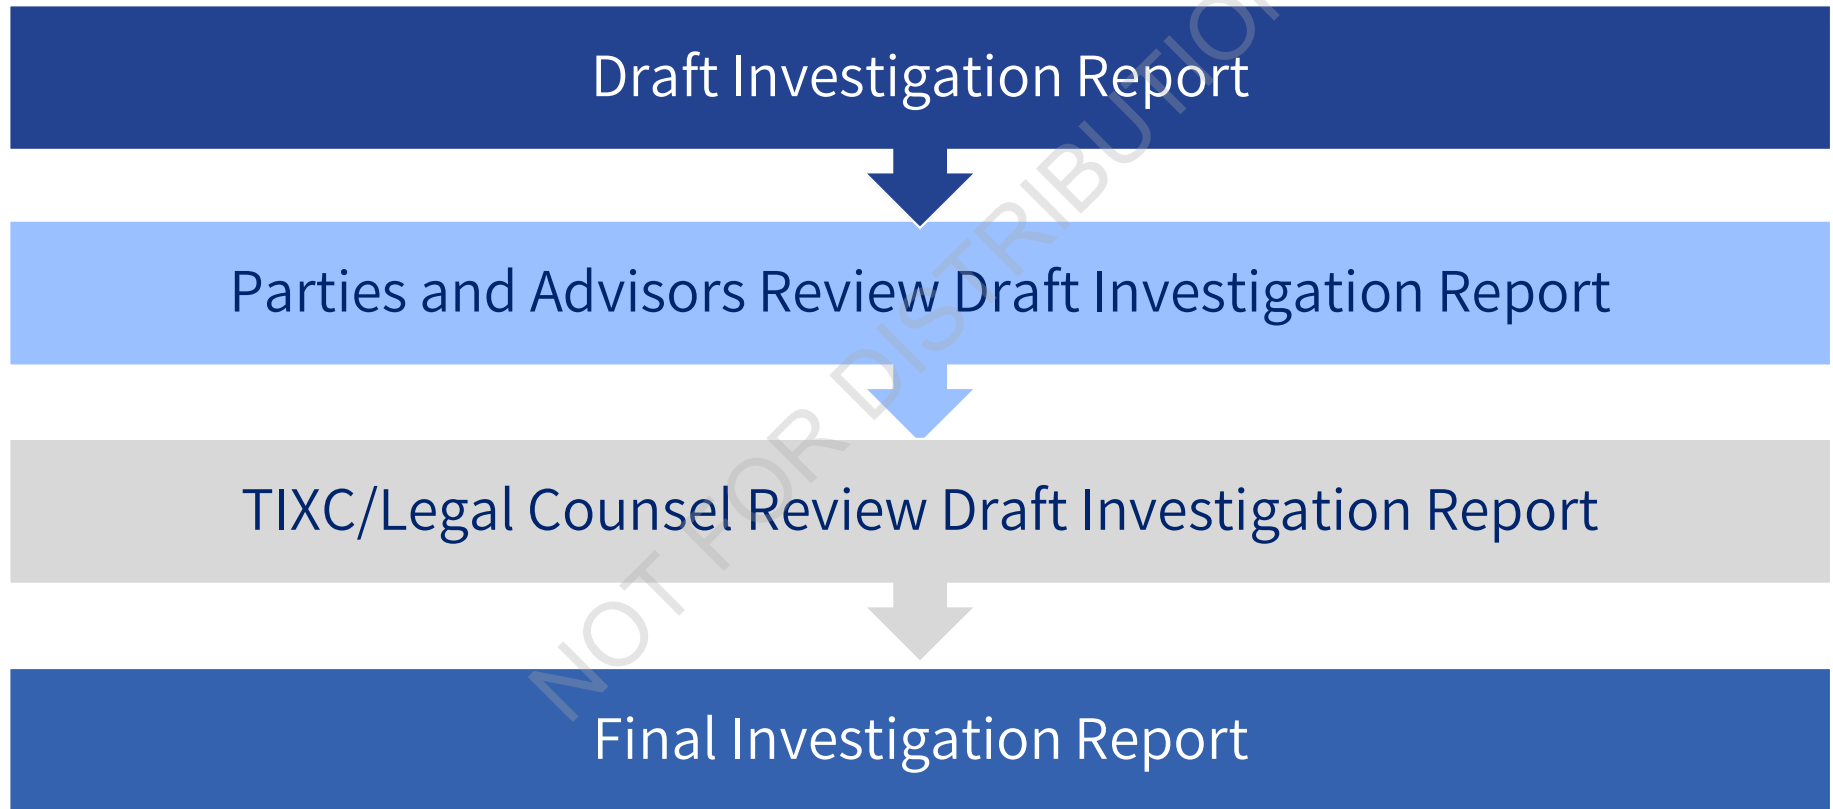 Draft Investigation Report
Parties and Advisors Review Draft Investigation Report
TIXC/Legal Counsel Review Draft Investigation Report
Final Investigation Report
NOT FOR DISTRIBUTION